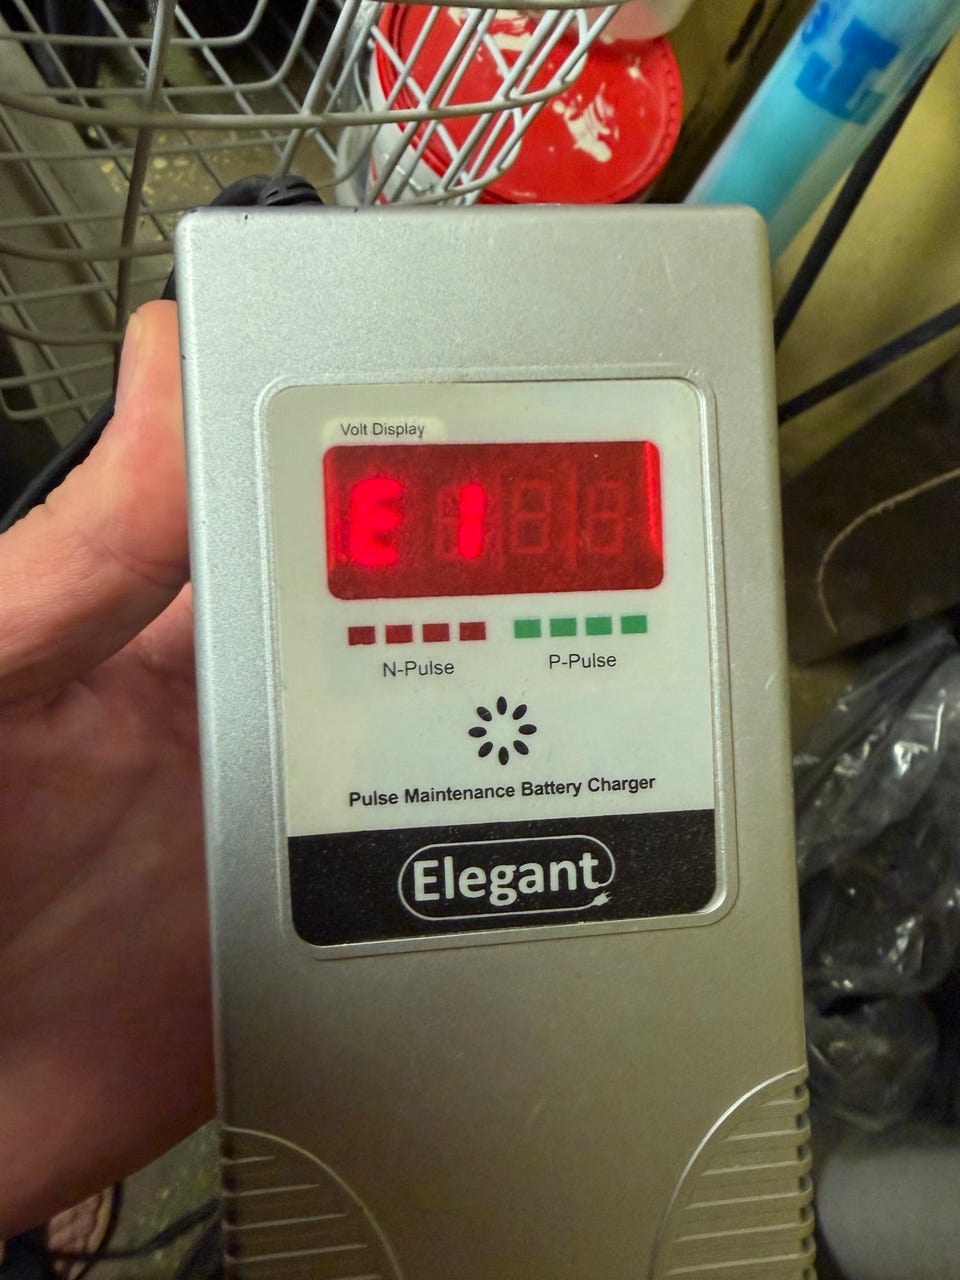 Volt Display
E1
N-Pulse P-Pulse
Pulse Maintenance Battery Charger
Elegant